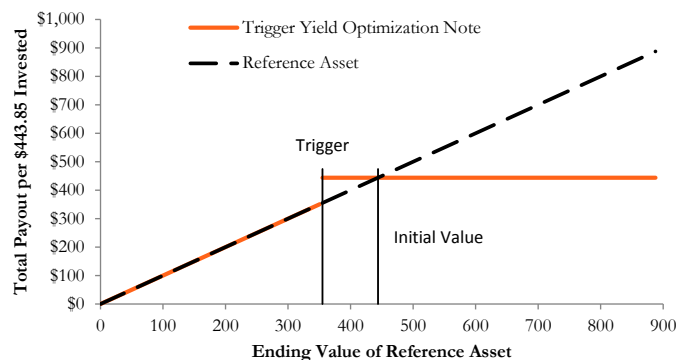 $1,000
$900
$800
$700
$600
$500
$400
$300
$200
$100
$0
Total Payout per $443.85 Invested
Trigger Yield Optimization Note
Reference Asset
Trigger
Initial Value
0 100 200 300 400 500 600 700 800 900
Ending Value of Reference Asset